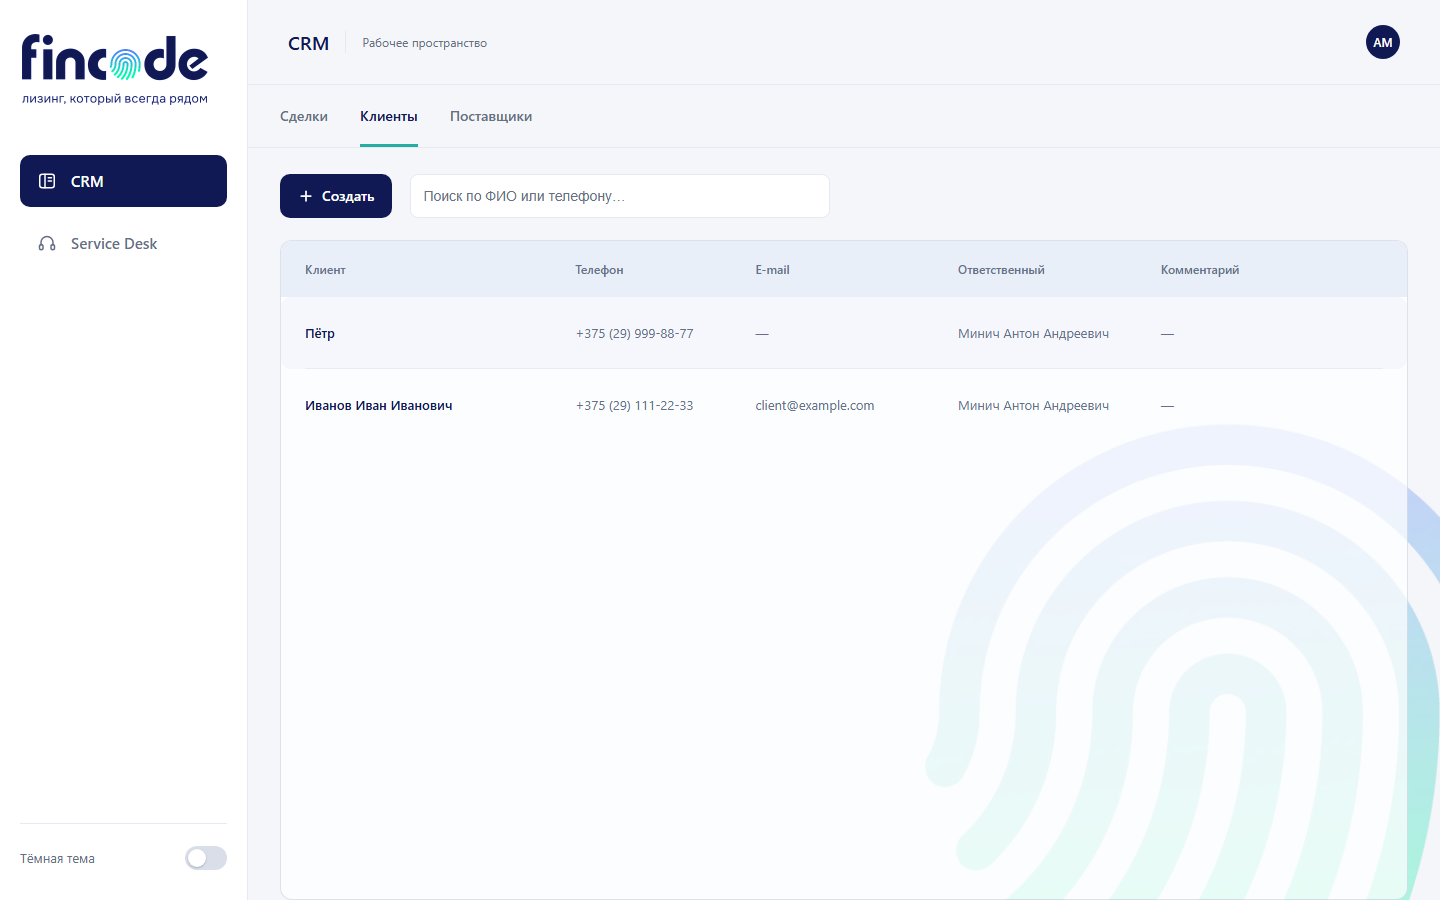 fincode
лизинг, который всегда рядом
CRM
Service Desk
Тёмная тема
CRM
Рабочее пространство
АМ
Сделки
Клиенты
Поставщики
Создать
Поиск по ФИО или телефону…
Клиент Телефон E-mail Ответственный Комментарий
Пётр +375 (29) 999-88-77 — Минич Антон Андреевич —
Иванов Иван Иванович +375 (29) 111-22-33 client@example.com Минич Антон Андреевич —